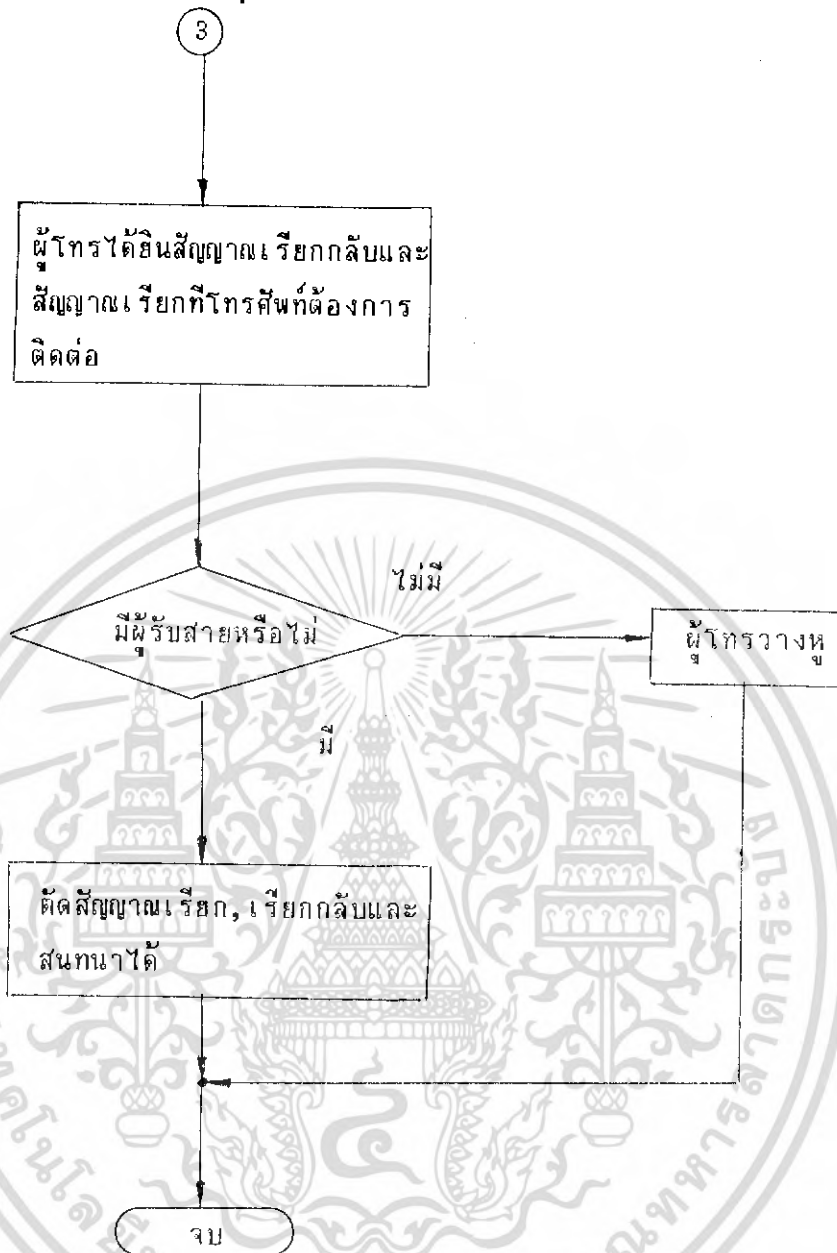 3
ผู้โทรได้ยินสัญญาณเรียกกลับและ
สัญญาณเรียกที่โทรศัพท์ต้องการ
ติดต่อ
ไม่มี
มีผู้รับสายหรือไม่
ผู้โทรวางหู
มี
ตัดสัญญาณเรียก,เรียกกลับและ
สนทนาได้
จบ